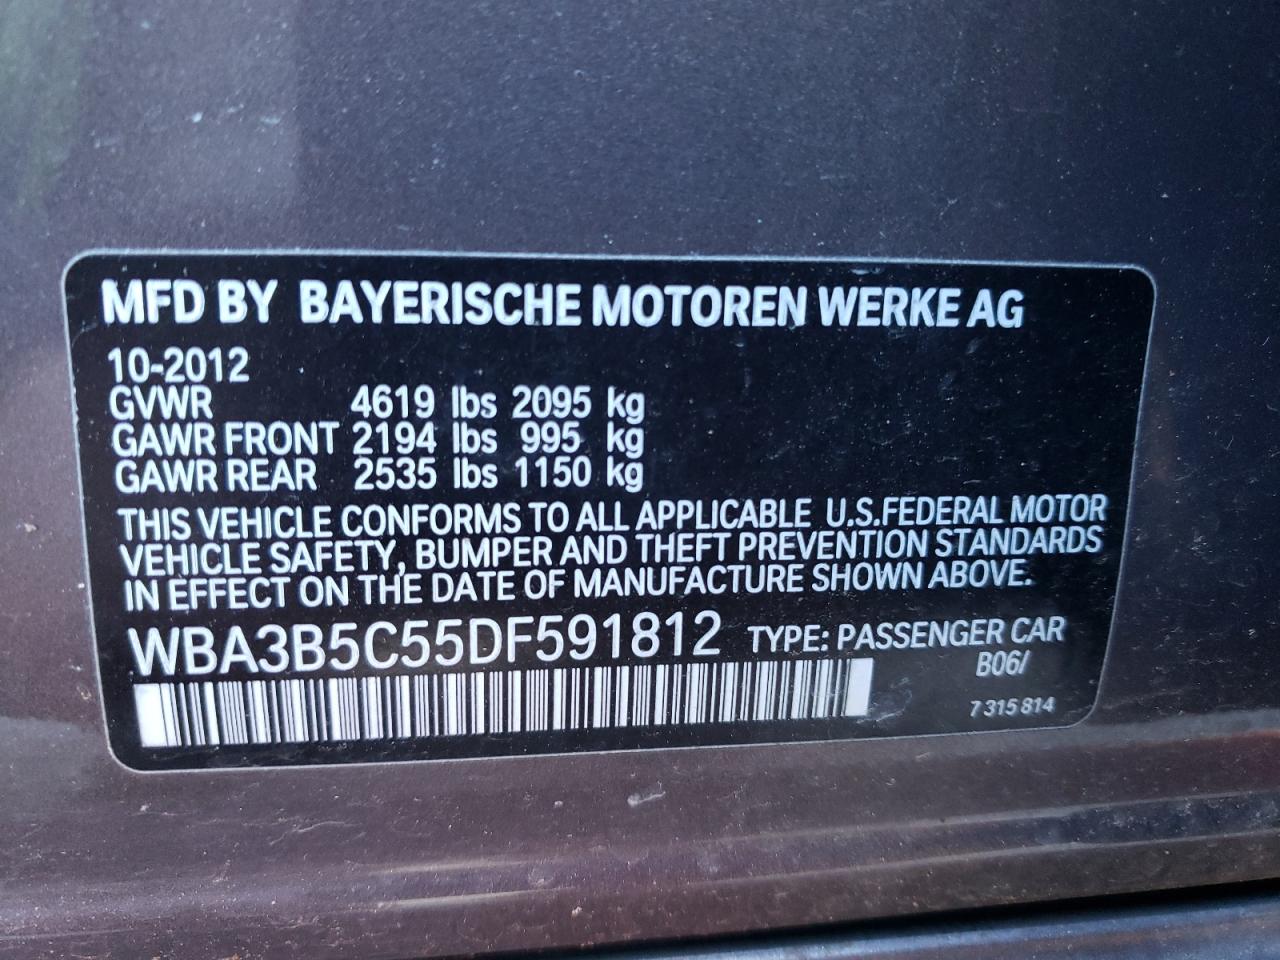 MFD BY BAYERISCHE MOTOREN WERKE AG
10-2012
GVWR 4619 lbs 2095 kg
GAWR FRONT 2194 lbs 995 kg
GAWR REAR 2535 lbs 1150 kg
THIS VEHICLE CONFORMS TO ALL APPLICABLE U.S.FEDERAL MOTOR
VEHICLE SAFETY, BUMPER AND THEFT PREVENTION STANDARDS
IN EFFECT ON THE DATE OF MANUFACTURE SHOWN ABOVE.
WBA3B5C55DF591812 TYPE: PASSENGER CAR
B06/
7 315 814